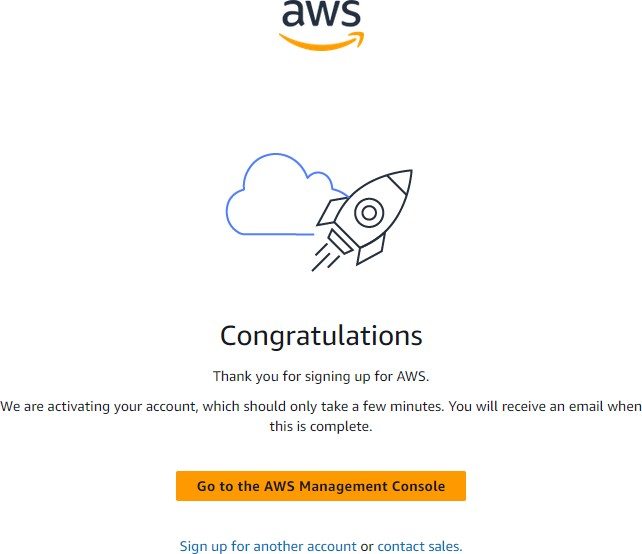 aws
Congratulations
Thank you for signing up for AWS.
We are activating your account, which should only take a few minutes. You will receive an email when
this is complete.
Go to the AWS Management Console
Sign up for another account or contact sales.